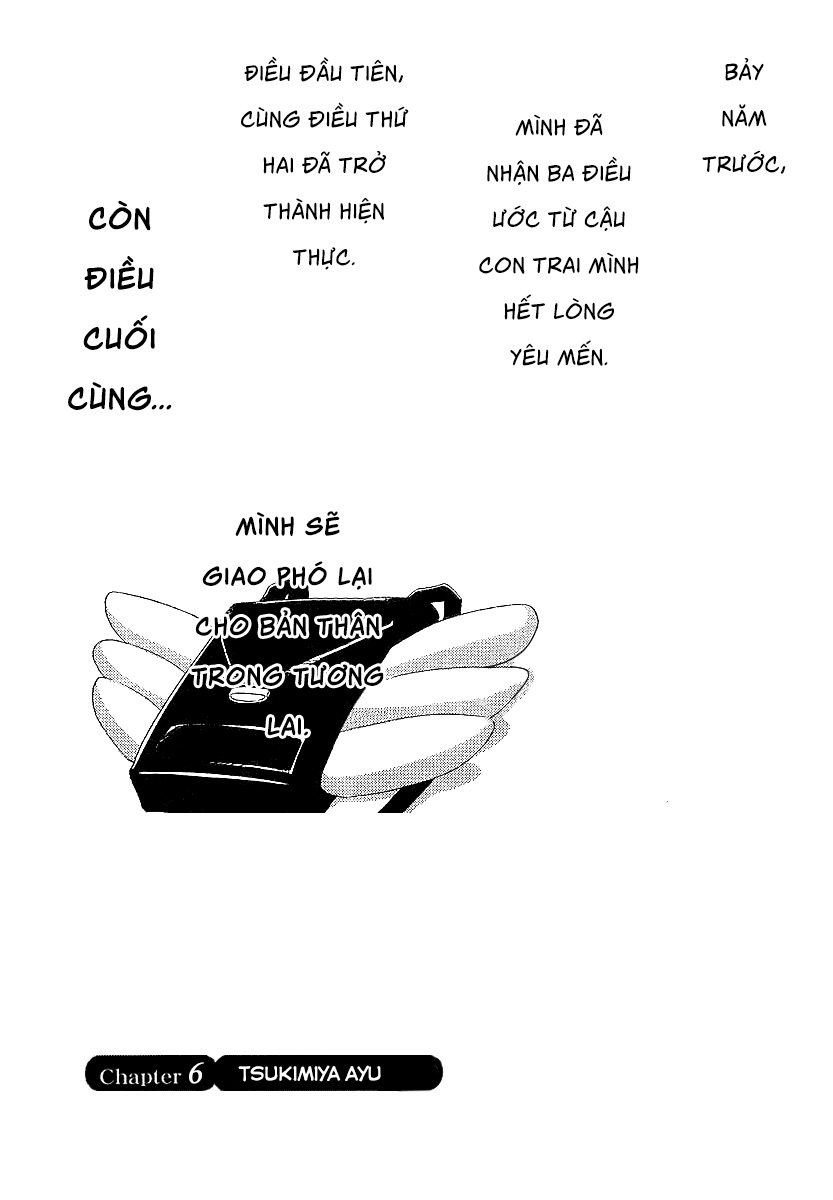 BẢY
NĂM
TRƯỚC,
MÌNH ĐÃ
NHẬN BA ĐIỀU
ƯỚC TỪ CẬU
CON TRAI MÌNH
HẾT LÒNG
YÊU MẾN.
ĐIỀU ĐẦU TIÊN,
CÙNG ĐIỀU THỨ
HAI ĐÃ TRỞ
THÀNH HIỆN
THỰC.
CÒN
ĐIỀU
CUỐI
CÙNG...
MÌNH SẼ
GIAO PHÓ LẠI
CHO BẢN THÂN
TRONG TƯƠNG
LAI.
Chapter 6 TSUKIMIYA AYU